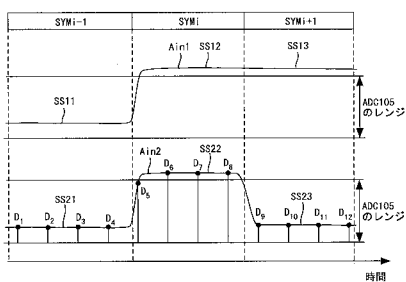 SYMi-1 SYMi SYMi+1
Ain1 SS12 SS13
SS11
ADC105
のレンジ
Ain2 SS22
D6 D7 D8
SS21 D5 SS23
D1 D2 D3 D4 D9 D10 D11 D12
ADC105
のレンジ
時間